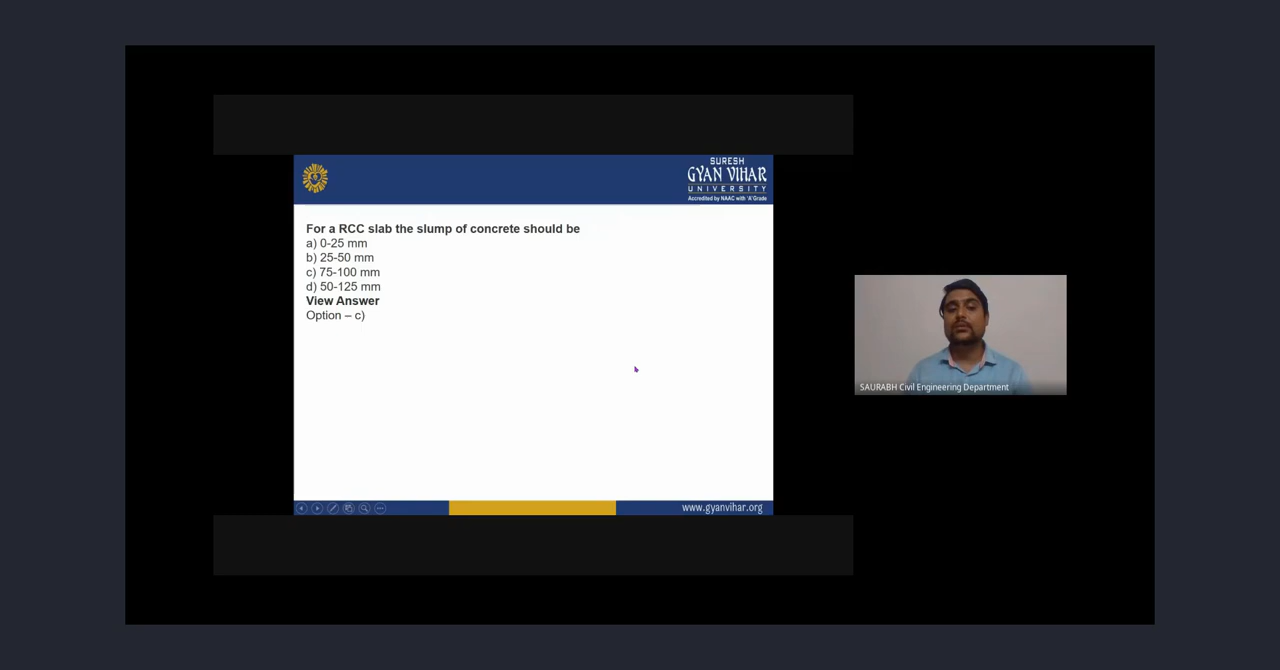 SURESH
GYAN VIHAR
UNIVERSITY
Accredited by NAAC with 'A' Grade
For a RCC slab the slump of concrete should be
a) 0-25 mm
b) 25-50 mm
c) 75-100 mm
d) 50-125 mm
View Answer
Option – c)
SAURABH Civil Engineering Department
www.gyanvihar.org